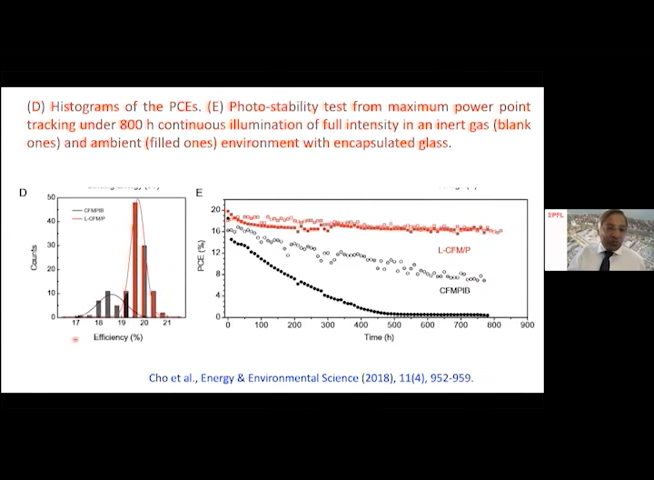 (D) Histograms of the PCEs. (E) Photo-stability test from maximum power point
tracking under 800 h continuous illumination of full intensity in an inert gas (blank
ones) and ambient (filled ones) environment with encapsulated glass.
D
50
40
30
20
10
0
Counts
CFMPIB
L-CFM/P
17 18 19 20 21
Efficiency (%)
E
20
16
12
8
4
0
PCE (%)
L-CFM/P
CFMPIB
0 100 200 300 400 500 600 700 800 900
Time (h)
Cho et al., Energy & Environmental Science (2018), 11(4), 952-959.
EPFL